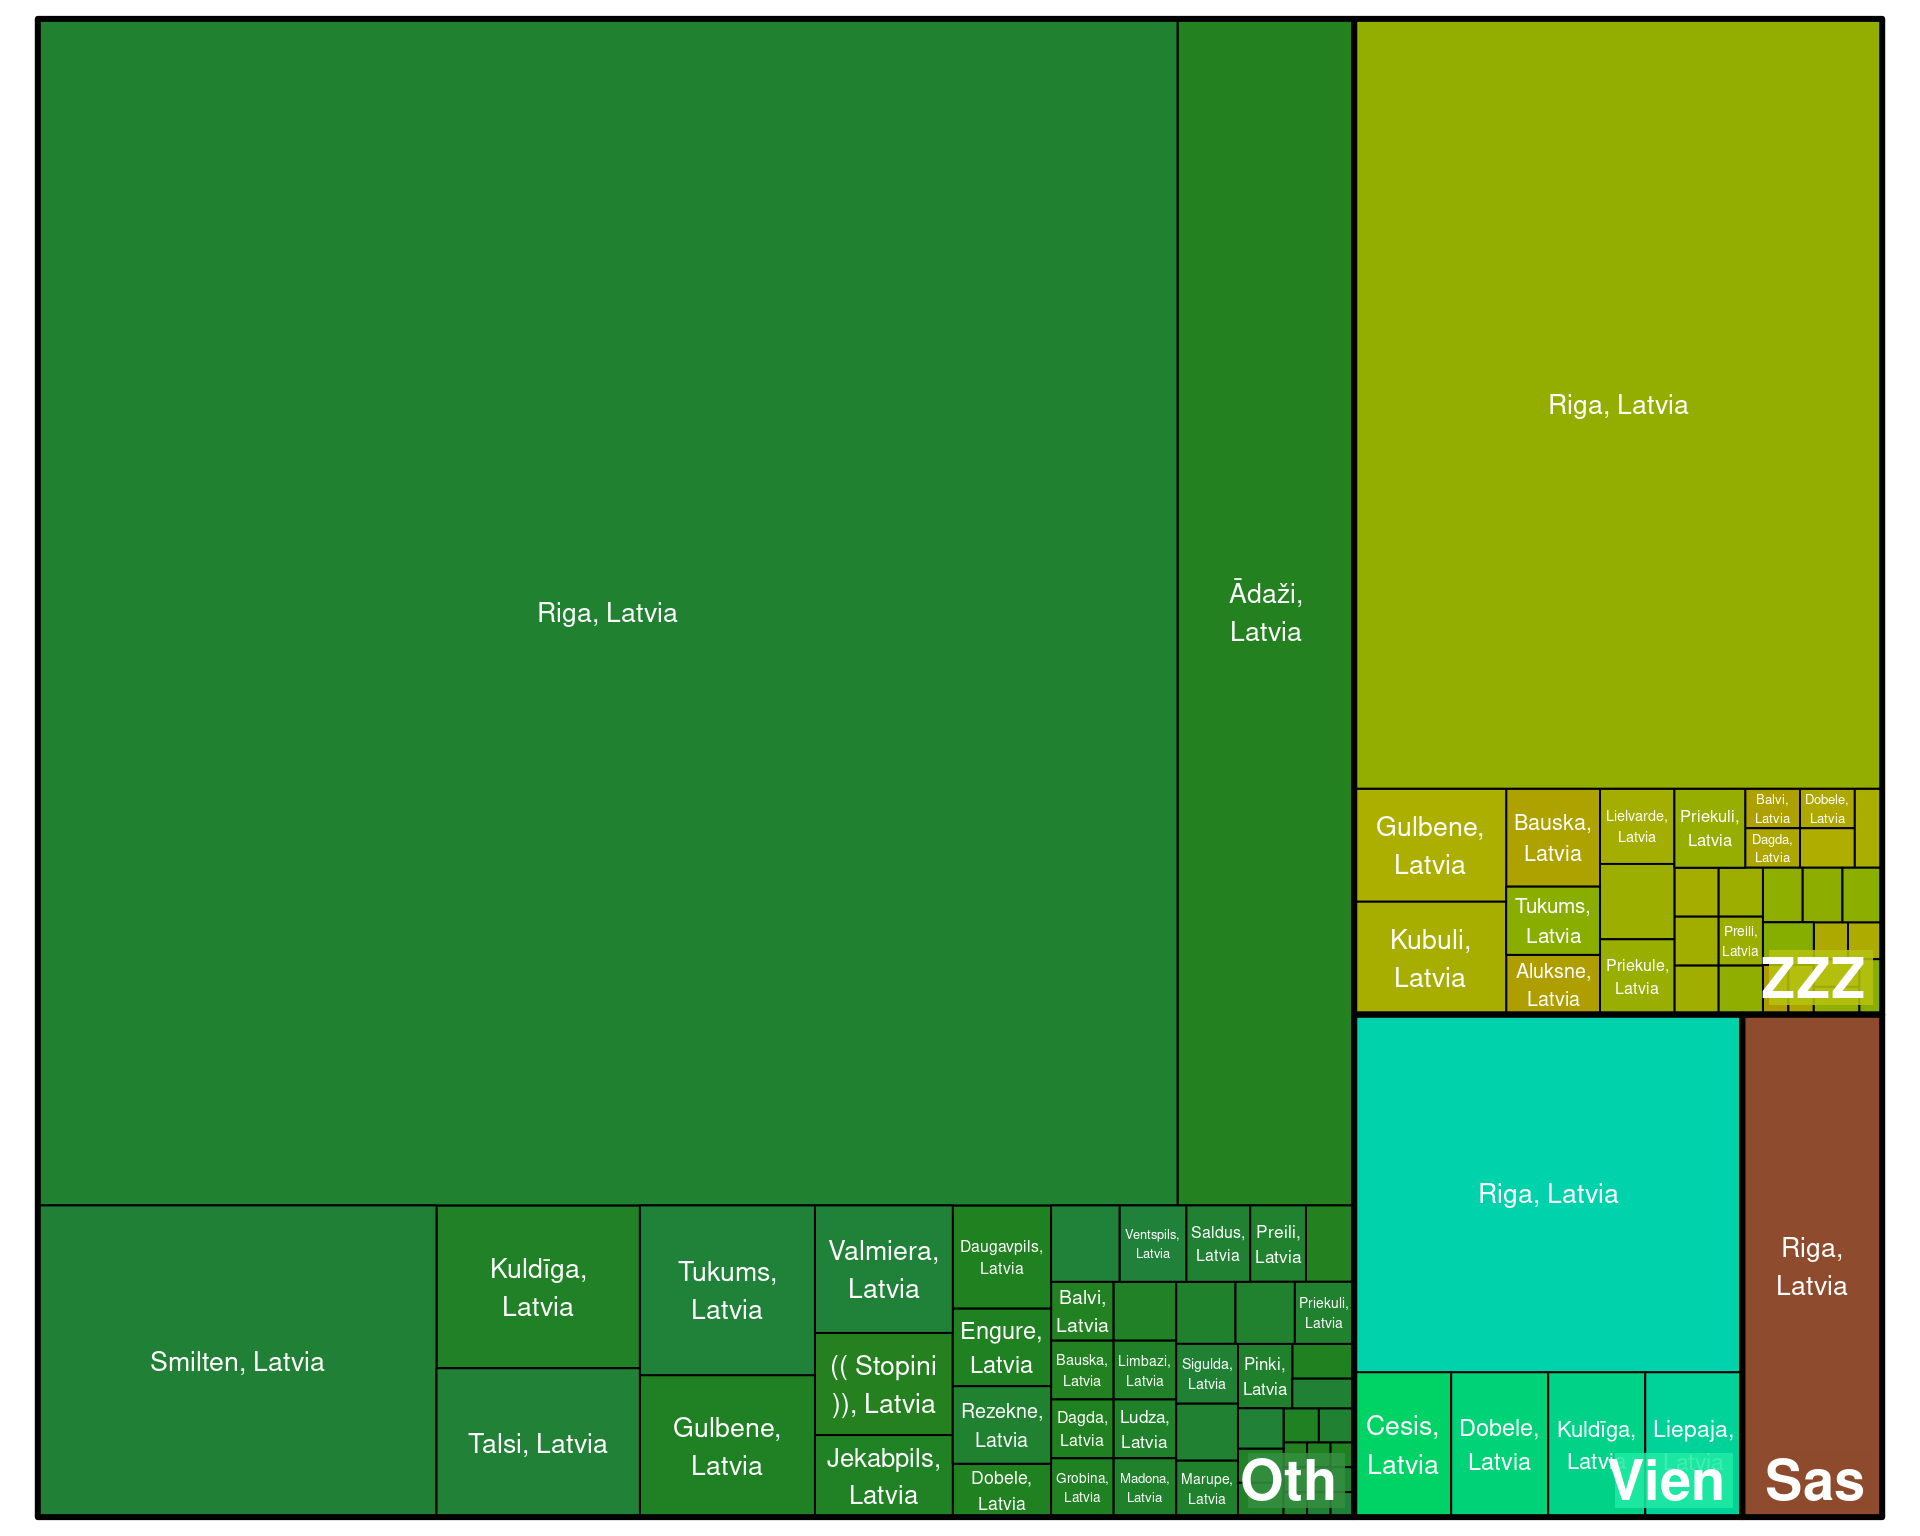 Riga, Latvia
Ādaži,
Latvia
Smilten, Latvia
Kuldīga,
Latvia
Talsi, Latvia
Tukums,
Latvia
Gulbene,
Latvia
Valmiera,
Latvia
(( Stopini
)), Latvia
Jekabpils,
Latvia
Daugavpils,
Latvia
Engure,
Latvia
Rezekne,
Latvia
Dobele,
Latvia
Ventspils,
Latvia
Saldus,
Latvia
Preili,
Latvia
Balvi,
Latvia
Bauska,
Latvia
Dagda,
Latvia
Grobina,
Latvia
Limbazi,
Latvia
Ludza,
Latvia
Madona,
Latvia
Priekuli,
Latvia
Sigulda,
Latvia
Pinki,
Latvia
Marupe,
Latvia
Oth
Riga, Latvia
Gulbene,
Latvia
Kubuli,
Latvia
Bauska,
Latvia
Tukums,
Latvia
Aluksne,
Latvia
Lielvarde,
Latvia
Priekule,
Latvia
Priekuli,
Latvia
Balvi,
Latvia
Dobele,
Latvia
Dagda,
Latvia
Preili,
Latvia
ZZZ
Riga, Latvia
Cesis,
Latvia
Dobele,
Latvia
Kuldīga,
Latvia
Liepaja,
Latvia
Vien
Riga,
Latvia
Sas